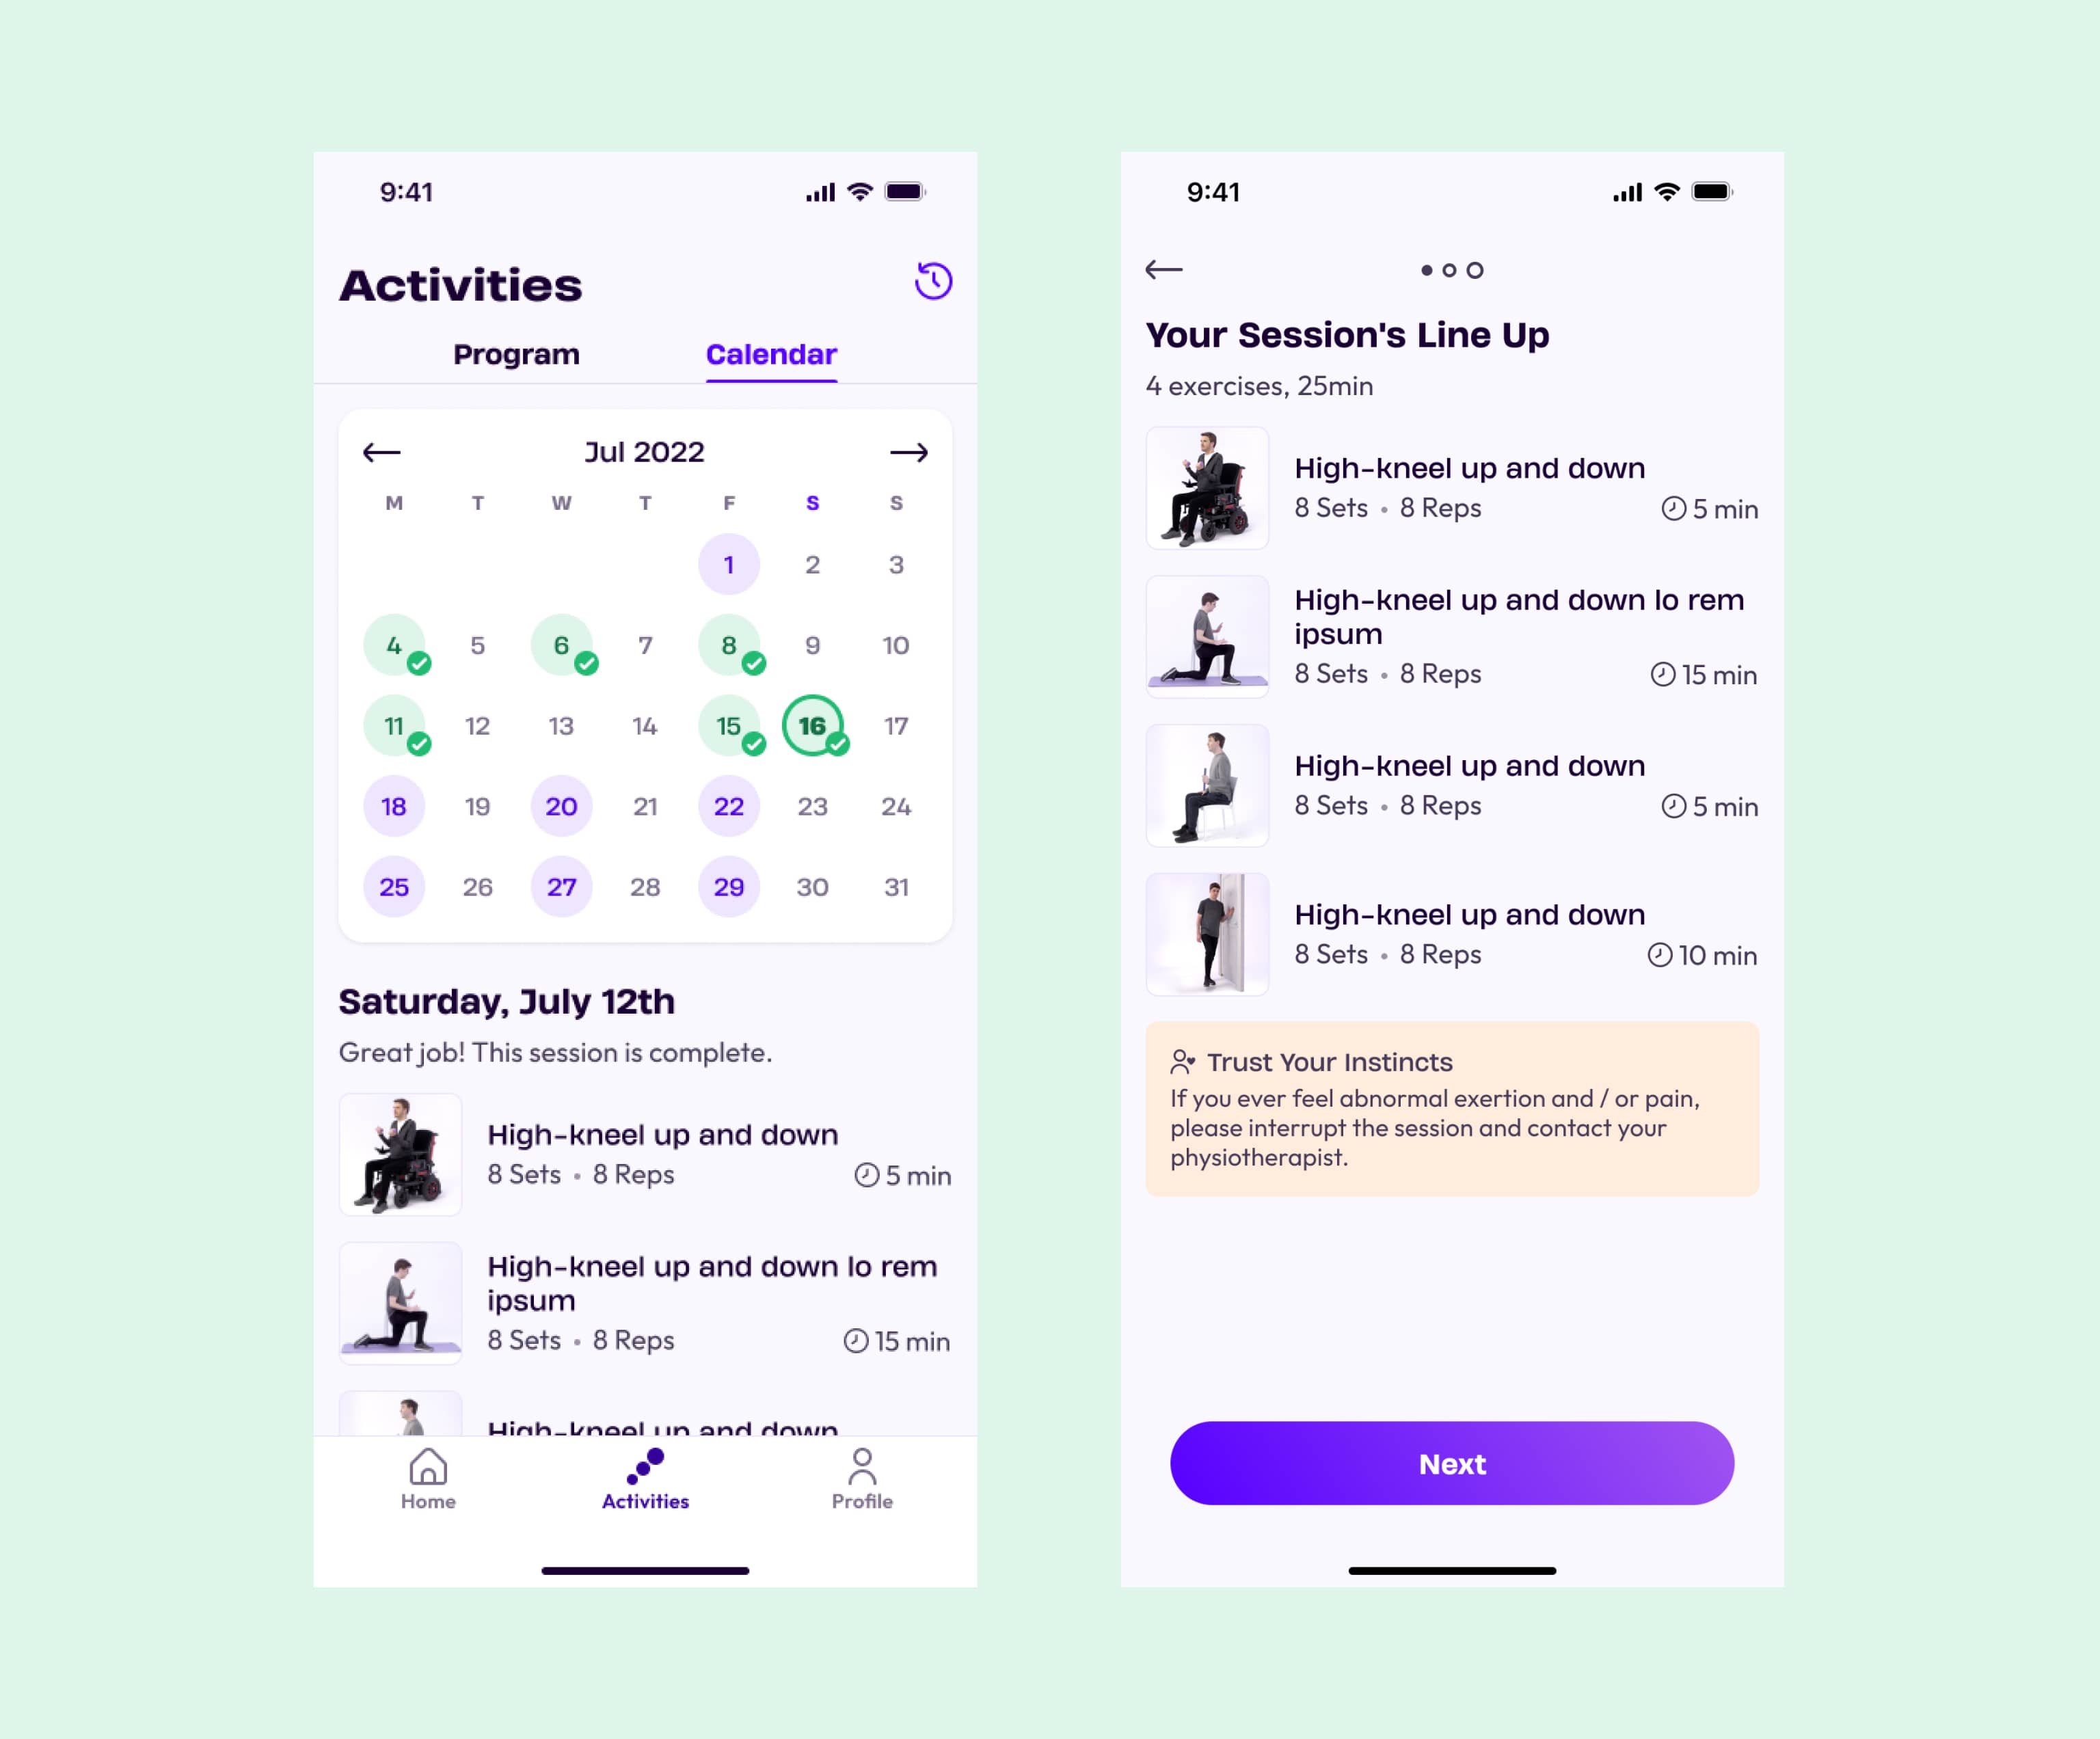 9:41
Activities
Program Calendar
Jul 2022
M T W T F S S
1 2 3
4 5 6 7 8 9 10
11 12 13 14 15 16 17
18 19 20 21 22 23 24
25 26 27 28 29 30 31
Saturday, July 12th
Great job! This session is complete.
High-kneel up and down
8 Sets • 8 Reps 5 min
High-kneel up and down lo rem
ipsum
8 Sets • 8 Reps 15 min
High-kneel up and down
Home Activities Profile
9:41
Your Session's Line Up
4 exercises, 25min
High-kneel up and down
8 Sets • 8 Reps 5 min
High-kneel up and down lo rem
ipsum
8 Sets • 8 Reps 15 min
High-kneel up and down
8 Sets • 8 Reps 5 min
High-kneel up and down
8 Sets • 8 Reps 10 min
Trust Your Instincts
If you ever feel abnormal exertion and / or pain,
please interrupt the session and contact your
physiotherapist.
Next